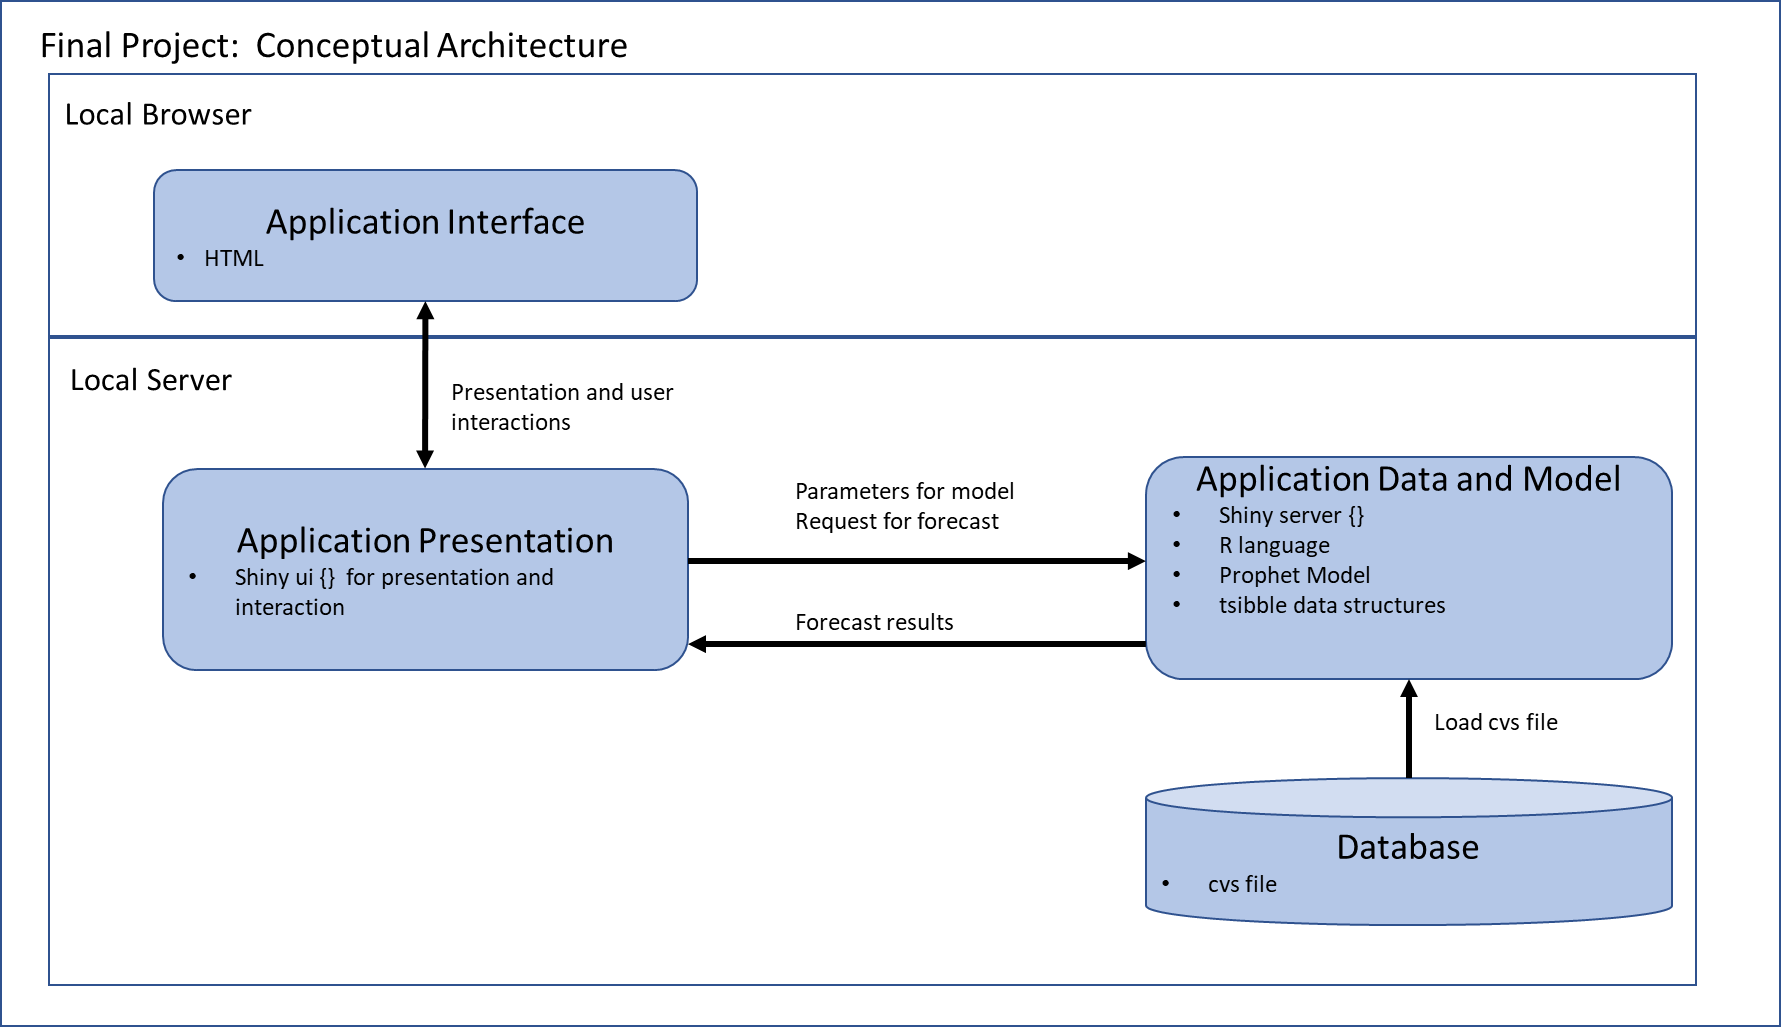 Final Project:  Conceptual Architecture
Local Browser
Application Interface
• HTML
Local Server
Presentation and user
interactions
Application Presentation
• Shiny ui {}  for presentation and
interaction
Parameters for model
Request for forecast
Forecast results
Application Data and Model
• Shiny server {}
• R language
• Prophet Model
• tsibble data structures
Load cvs file
Database
• cvs file